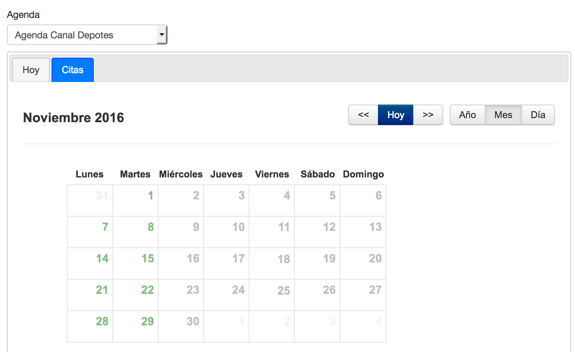 Agenda
Agenda Canal Depotes
Hoy Citas
Noviembre 2016 << Hoy >> Año Mes Día
Lunes Martes Miércoles Jueves Viernes Sábado Domingo
31 1 2 3 4 5 6
7 8 9 10 11 12 13
14 15 16 17 18 19 20
21 22 23 24 25 26 27
28 29 30 1 2 3 4